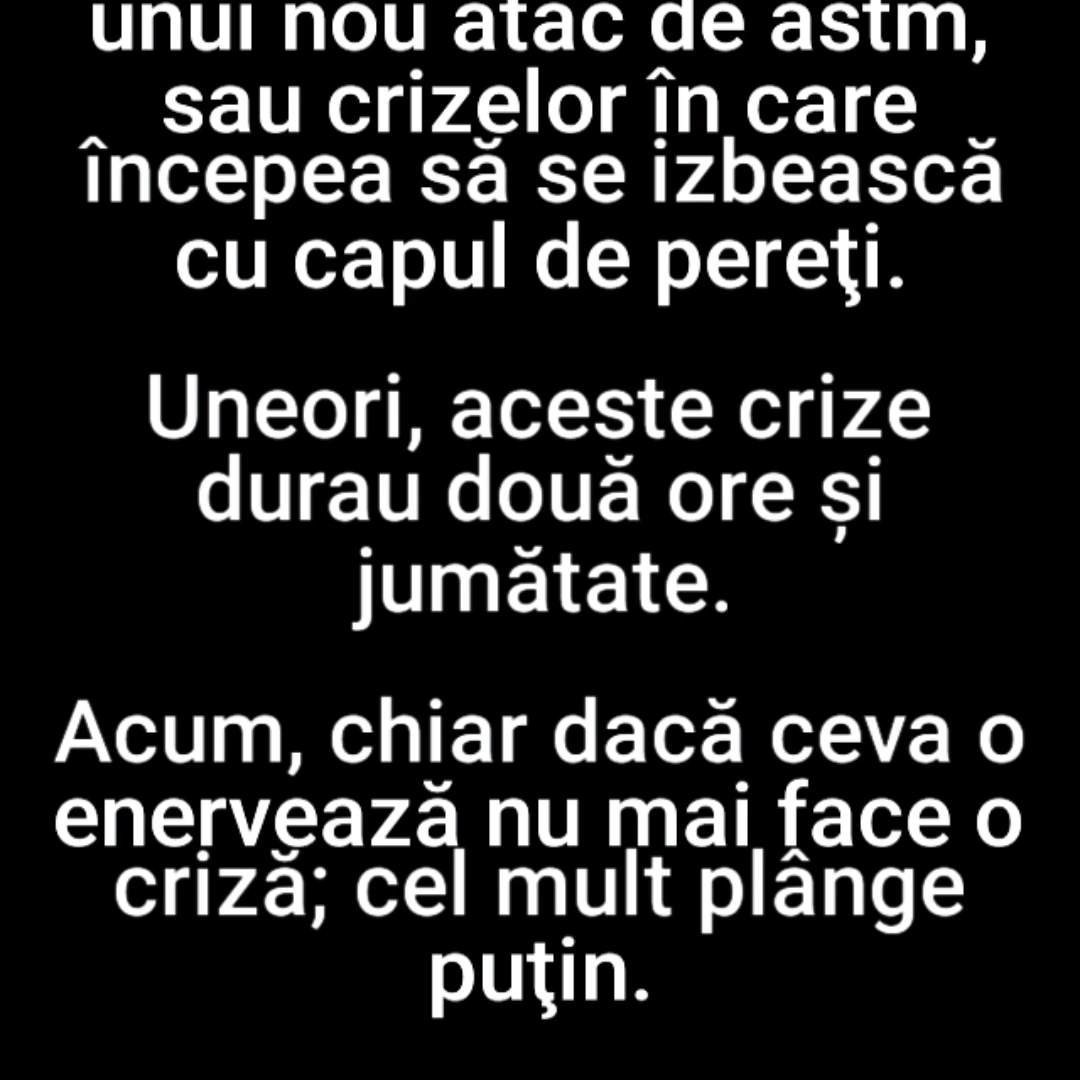 unui nou atac de astm,
sau crizelor în care
începea să se izbească
cu capul de pereţi.
Uneori, aceste crize
durau două ore și
jumătate.
Acum, chiar dacă ceva o
enervează nu mai face o
criză; cel mult plânge
puţin.